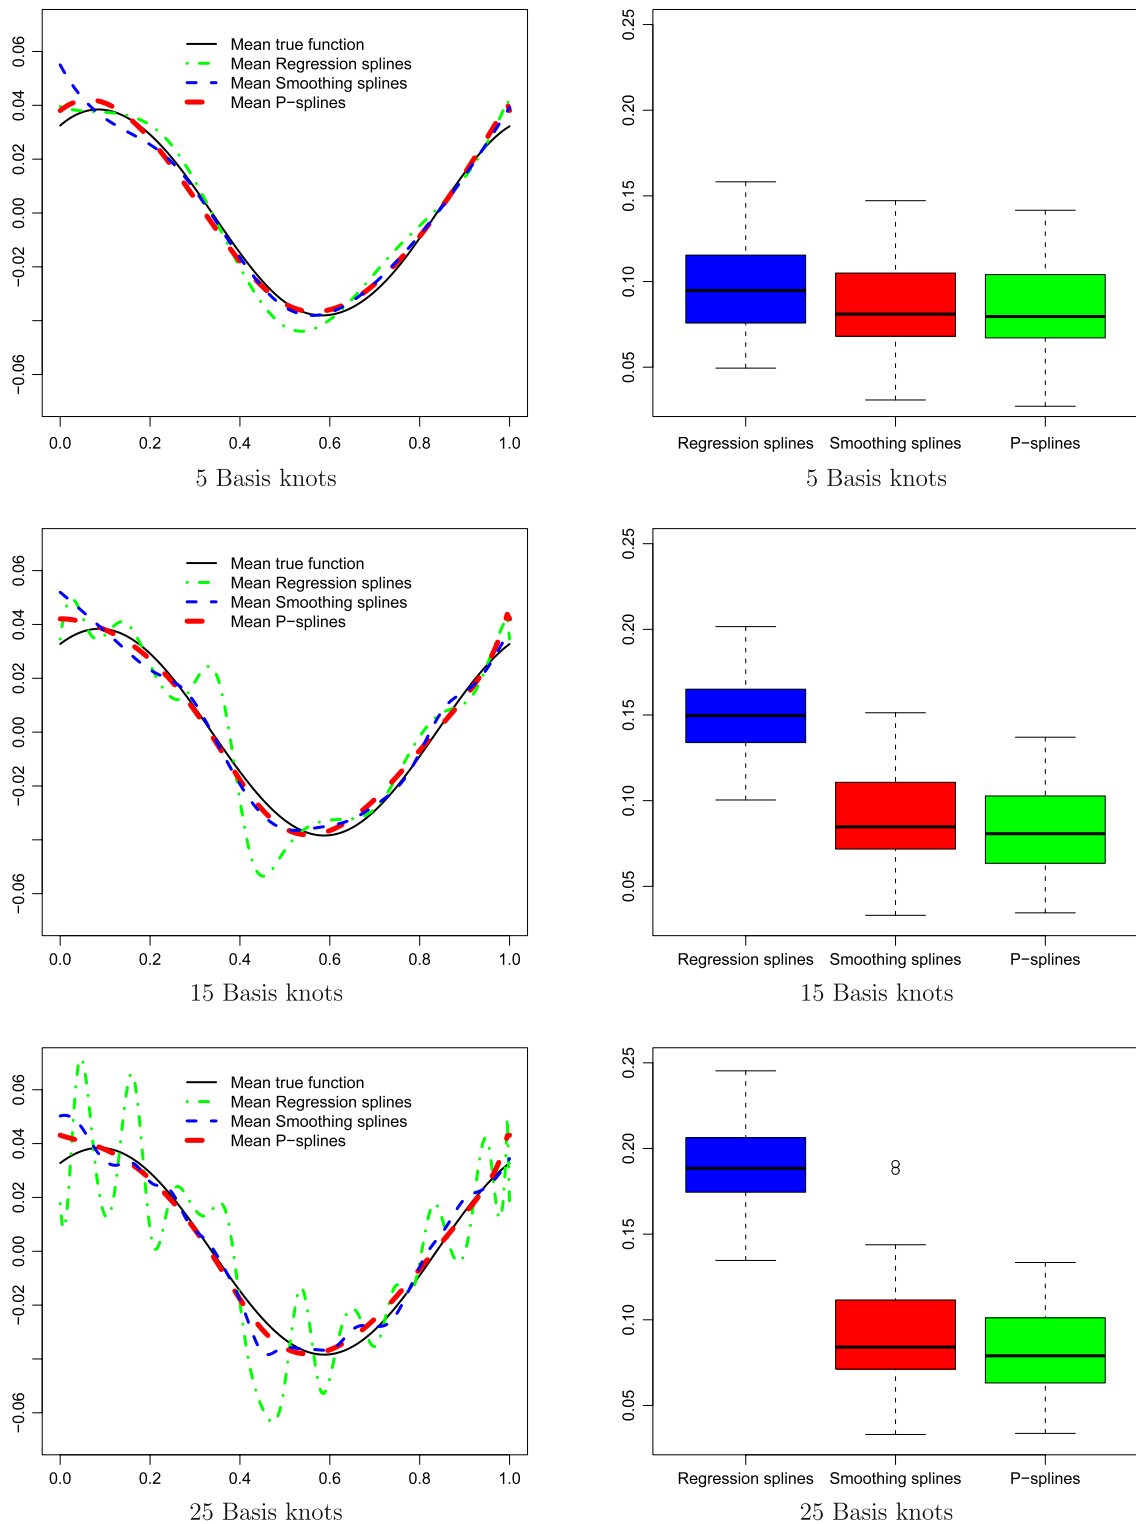 0.06
0.04
0.02
0.00
−0.02
−0.06
Mean true function
Mean Regression splines
Mean Smoothing splines
Mean P−splines
0.0 0.2 0.4 0.6 0.8 1.0
5 Basis knots
0.25
0.20
0.15
0.10
0.05
Regression splines Smoothing splines P−splines
5 Basis knots
0.06
0.04
0.02
0.00
−0.02
−0.06
Mean true function
Mean Regression splines
Mean Smoothing splines
Mean P−splines
0.0 0.2 0.4 0.6 0.8 1.0
15 Basis knots
0.25
0.20
0.15
0.10
0.05
Regression splines Smoothing splines P−splines
15 Basis knots
0.06
0.04
0.02
0.00
−0.02
−0.06
Mean true function
Mean Regression splines
Mean Smoothing splines
Mean P−splines
0.0 0.2 0.4 0.6 0.8 1.0
25 Basis knots
0.25
0.20
0.15
0.10
0.05
Regression splines Smoothing splines P−splines
25 Basis knots